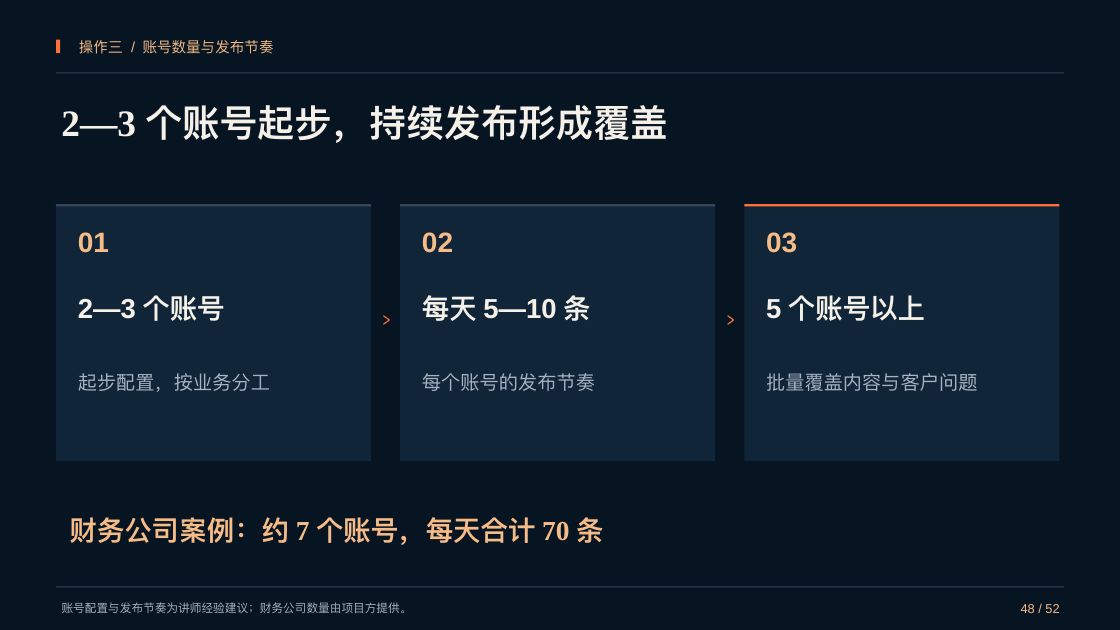 操作三 / 账号数量与发布节奏
2—3 个账号起步，持续发布形成覆盖
01
2—3 个账号
起步配置，按业务分工
>
02
每天 5—10 条
每个账号的发布节奏
>
03
5 个账号以上
批量覆盖内容与客户问题
财务公司案例：约 7 个账号，每天合计 70 条
账号配置与发布节奏为讲师经验建议；财务公司数量由项目方提供。
48 / 52